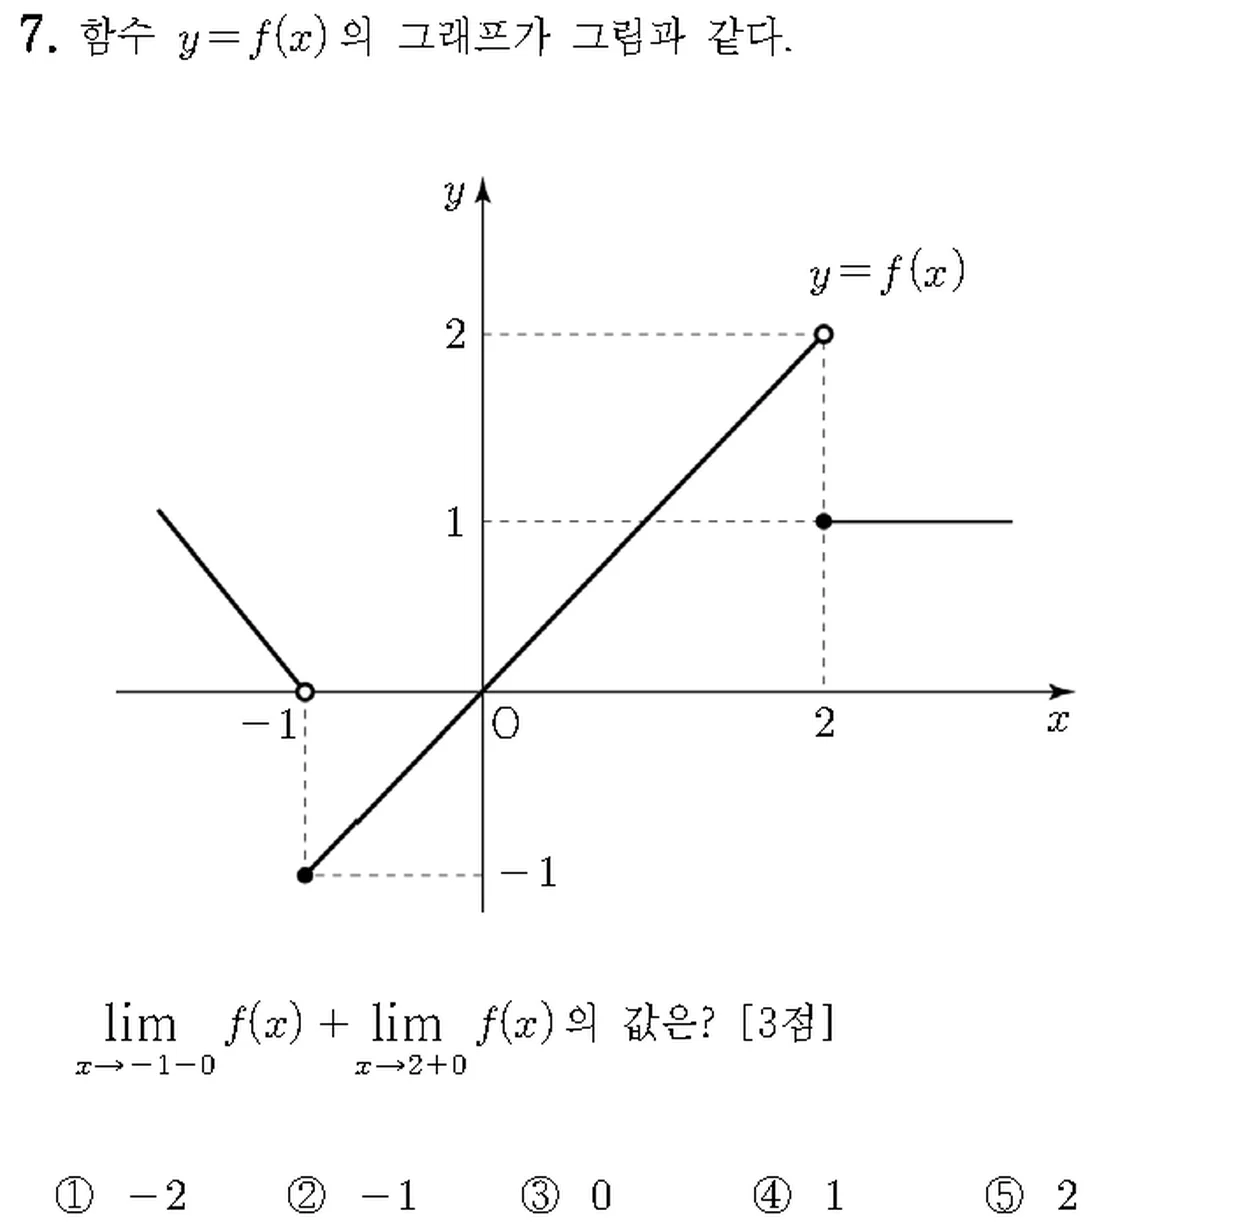 7. 함수 y=f(x)의 그래프가 그림과 같다.
y
y=f(x)
2
1
-1
O
2
x
-1
lim f(x) + lim f(x)의 값은? [3점]
x→-1-0 x→2+0
① -2 ② -1 ③ 0 ④ 1 ⑤ 2